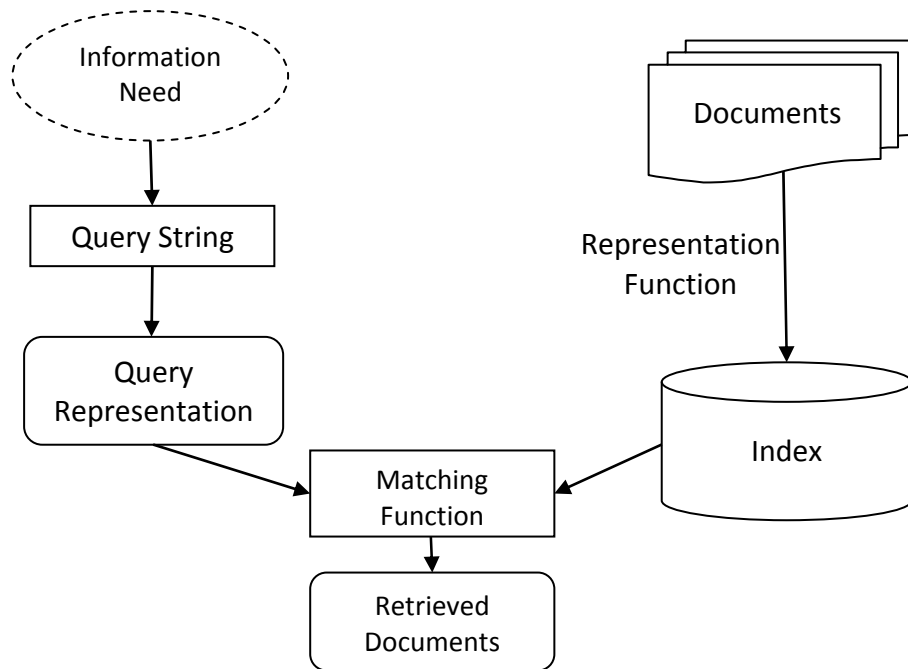 Information
Need
Documents
Query String
Representation
Function
Query
Representation
Index
Matching
Function
Retrieved
Documents